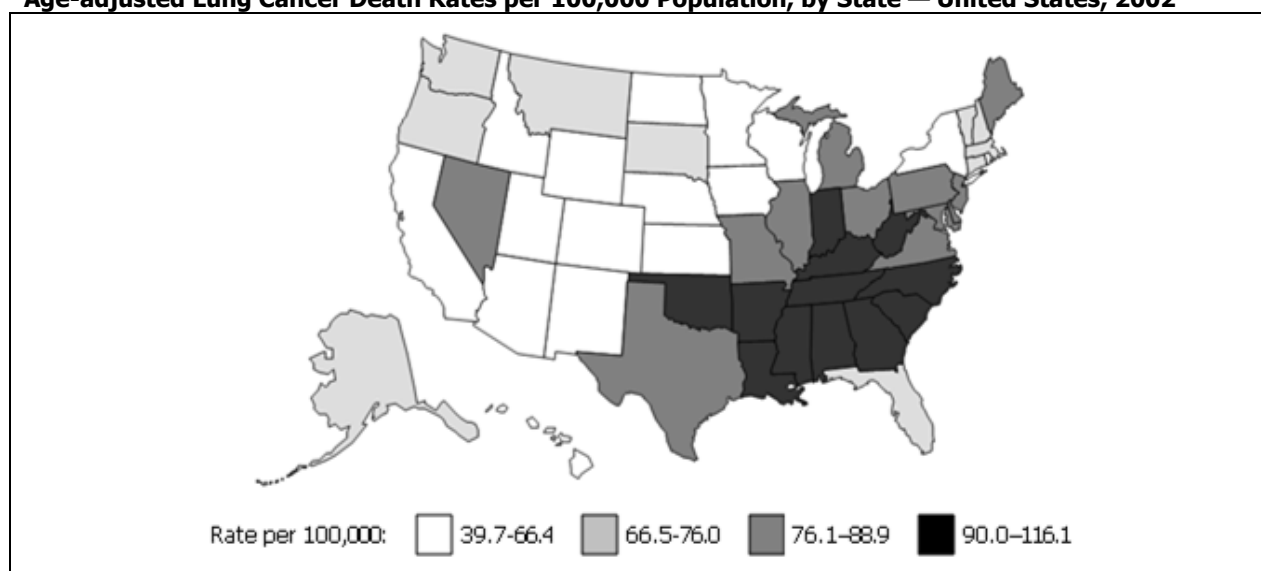 Age-adjusted Lung Cancer Death Rates per 100,000 Population, by State — United States, 2002
Rate per 100,000: 39.7-66.4 66.5-76.0 76.1–88.9 90.0–116.1